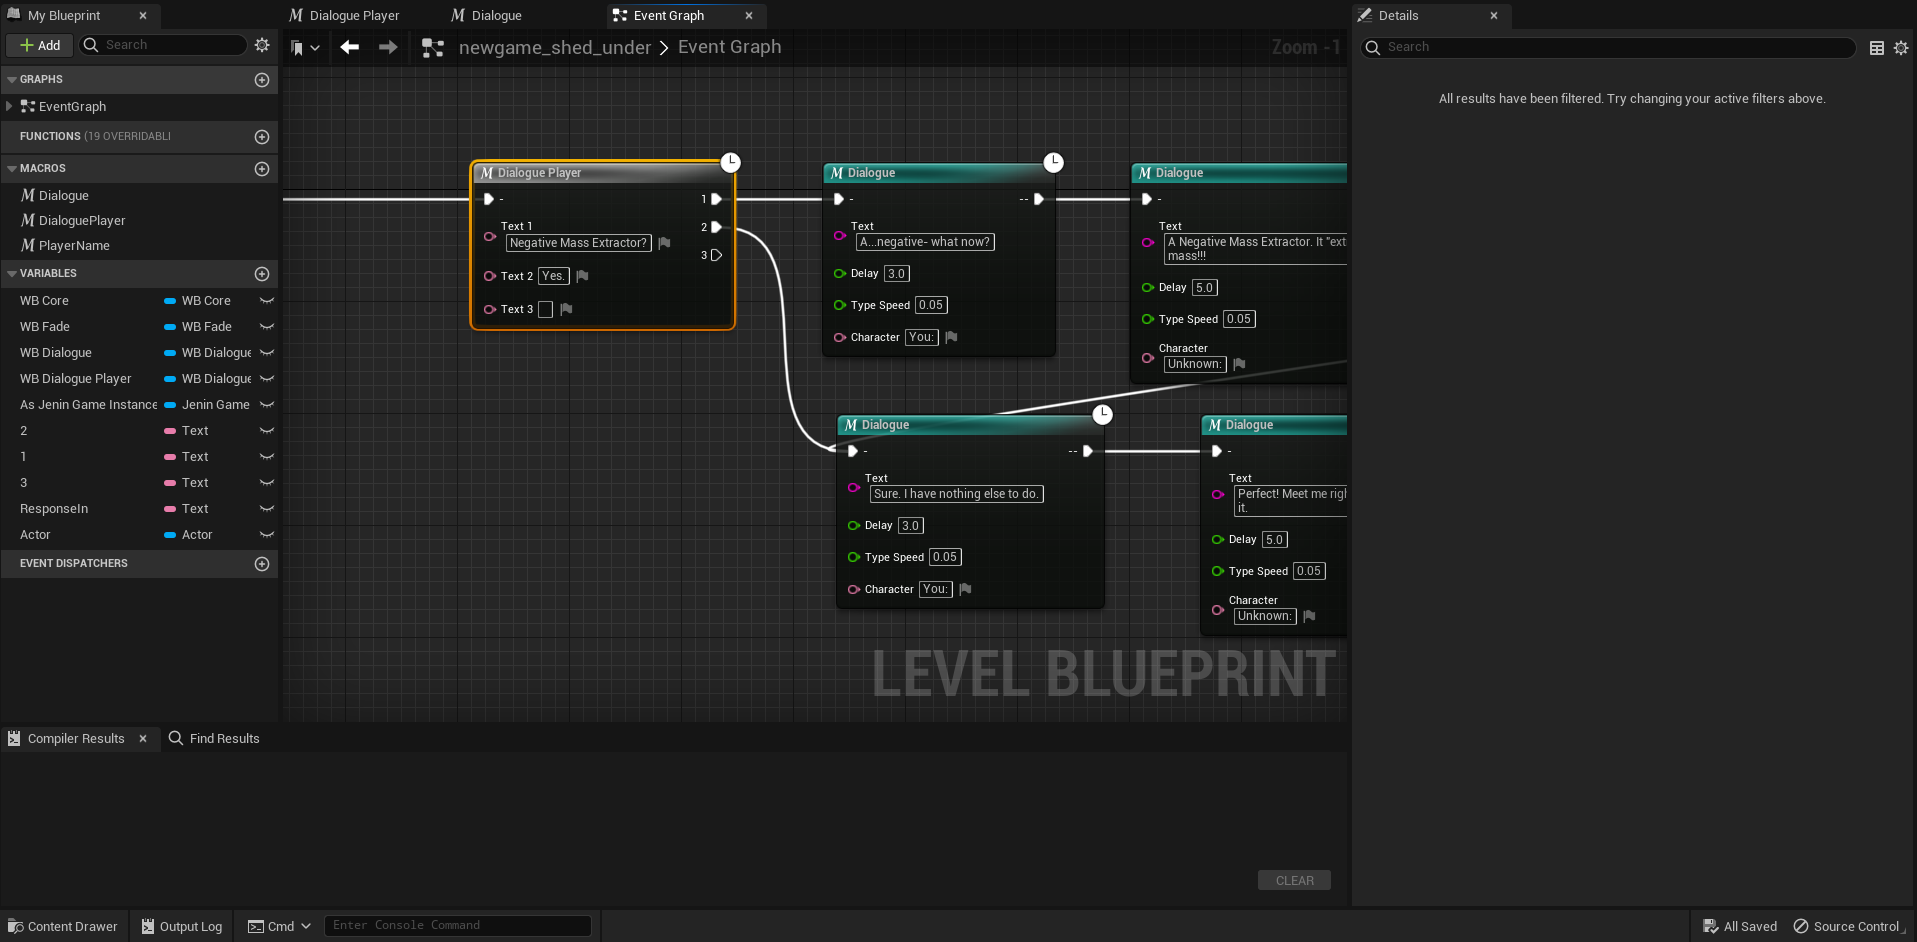 My Blueprint
Dialogue Player
Dialogue
Event Graph
Details
Add
Search
newgame_shed_under
Event Graph
Zoom -1
Search
GRAPHS
EventGraph
FUNCTIONS (19 OVERRIDABLI
MACROS
Dialogue
DialoguePlayer
PlayerName
VARIABLES
WB Core WB Core
WB Fade WB Fade
WB Dialogue WB Dialogue
WB Dialogue Player WB Dialogue
As Jenin Game Instance Jenin Game
2 Text
1 Text
3 Text
ResponseIn Text
Actor Actor
EVENT DISPATCHERS
All results have been filtered. Try changing your active filters above.
Dialogue Player
-
1
2
3
Text 1
Negative Mass Extractor?
Text 2 Yes.
Text 3
Dialogue
- --
Text
A...negative- what now?
Delay 3.0
Type Speed 0.05
Character You:
Dialogue
-
Text
A Negative Mass Extractor. It "ext
mass!!!
Delay 5.0
Type Speed 0.05
Character
Unknown:
Dialogue
- --
Text
Sure. I have nothing else to do.
Delay 3.0
Type Speed 0.05
Character You:
Dialogue
-
Text
Perfect! Meet me righ
it.
Delay 5.0
Type Speed 0.05
Character
Unknown:
LEVEL BLUEPRINT
Compiler Results
Find Results
CLEAR
Content Drawer
Output Log
Cmd
Enter Console Command
All Saved
Source Control